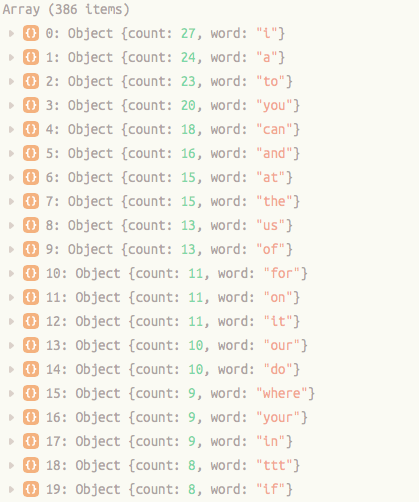 Array (386 items)
{} 0: Object {count: 27, word: "i"}
{} 1: Object {count: 24, word: "a"}
{} 2: Object {count: 23, word: "to"}
{} 3: Object {count: 20, word: "you"}
{} 4: Object {count: 18, word: "can"}
{} 5: Object {count: 16, word: "and"}
{} 6: Object {count: 15, word: "at"}
{} 7: Object {count: 15, word: "the"}
{} 8: Object {count: 13, word: "us"}
{} 9: Object {count: 13, word: "of"}
{} 10: Object {count: 11, word: "for"}
{} 11: Object {count: 11, word: "on"}
{} 12: Object {count: 11, word: "it"}
{} 13: Object {count: 10, word: "our"}
{} 14: Object {count: 10, word: "do"}
{} 15: Object {count: 9, word: "where"}
{} 16: Object {count: 9, word: "your"}
{} 17: Object {count: 9, word: "in"}
{} 18: Object {count: 8, word: "ttt"}
{} 19: Object {count: 8, word: "if"}